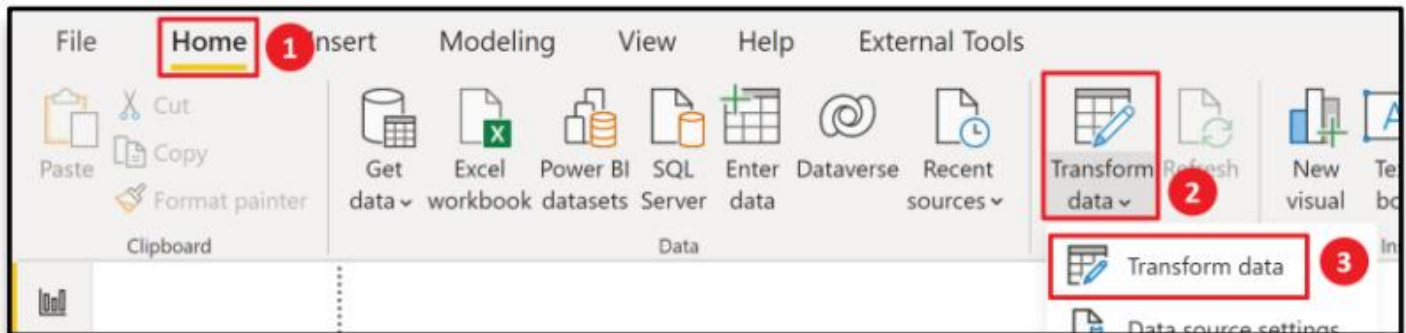 File Home 1 Insert Modeling View Help External Tools
Cut
Copy
Format painter
Paste
Get data
Excel workbook
Power BI datasets
SQL Server
Enter data
Dataverse
Recent sources
Transform data
2
Refresh
New visual
Clipboard
Data
Transform data 3
Data source settings